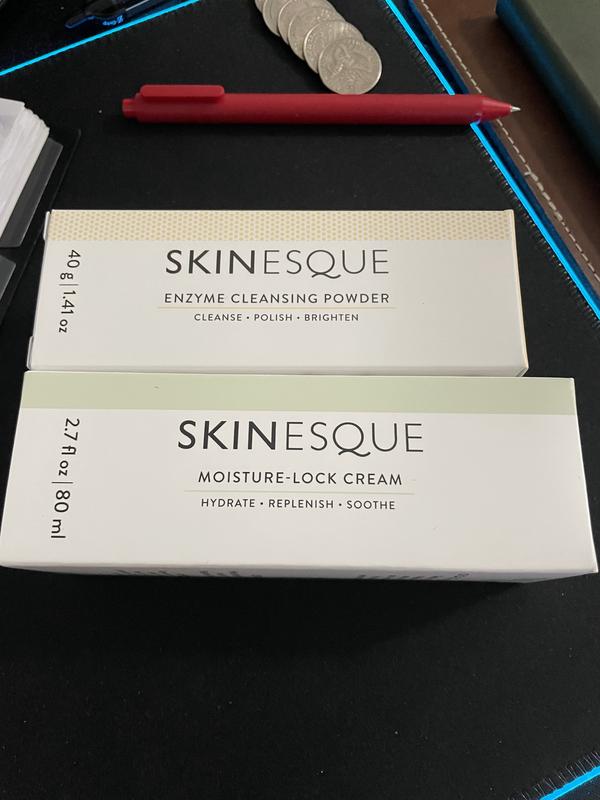 SKINESQUE
ENZYME CLEANSING POWDER
CLEANSE • POLISH • BRIGHTEN
40 g | 1.41 oz
SKINESQUE
MOISTURE-LOCK CREAM
HYDRATE • REPLENISH • SOOTHE
2.7 fl oz | 80 ml